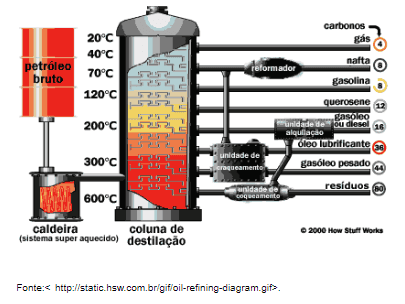 carbonos
20°C
gás
4
40°C
nafta
petróleo
bruto
70°C
reformador
8
gasolina
120°C
querosene
12
gasóleo
ou diesel
200°C
unidade de
alquilação
16
óleo lubrificante
36
unidade de
craqueamento
300°C
gasóleo pesado
44
resíduos
80
unidade de
coqueamento
600°C
caldeira
(sistema super aquecido)
coluna de
destilação
© 2000 How Stuff Works
Fonte:< http://static.hsw.com.br/gif/oil-refining-diagram.gif>.